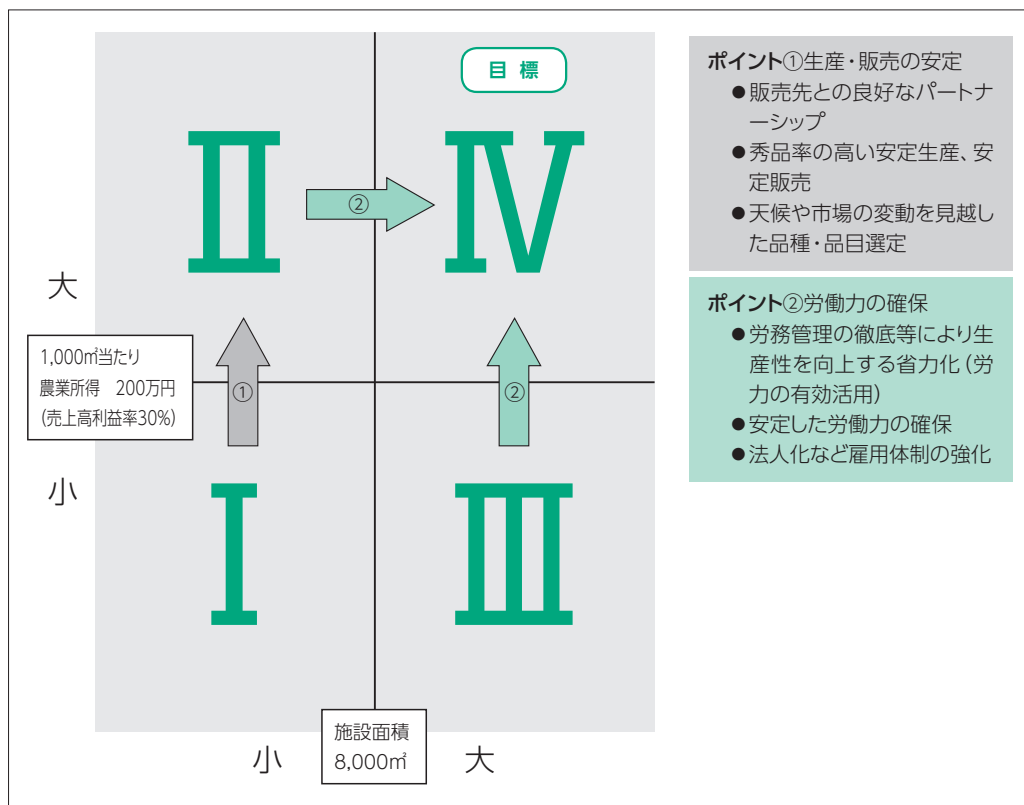 目標
Ⅱ
Ⅳ
②
大
1,000㎡当たり
農業所得 200万円
(売上高利益率30%)
①
②
小
Ⅰ
Ⅲ
施設面積
8,000㎡
小
大
ポイント①生産・販売の安定
●販売先との良好なパートナ
ーシップ
●秀品率の高い安定生産、安
定販売
●天候や市場の変動を見越し
た品種・品目選定
ポイント②労働力の確保
●労務管理の徹底等により生
産性を向上する省力化(労
力の有効活用)
●安定した労働力の確保
●法人化など雇用体制の強化